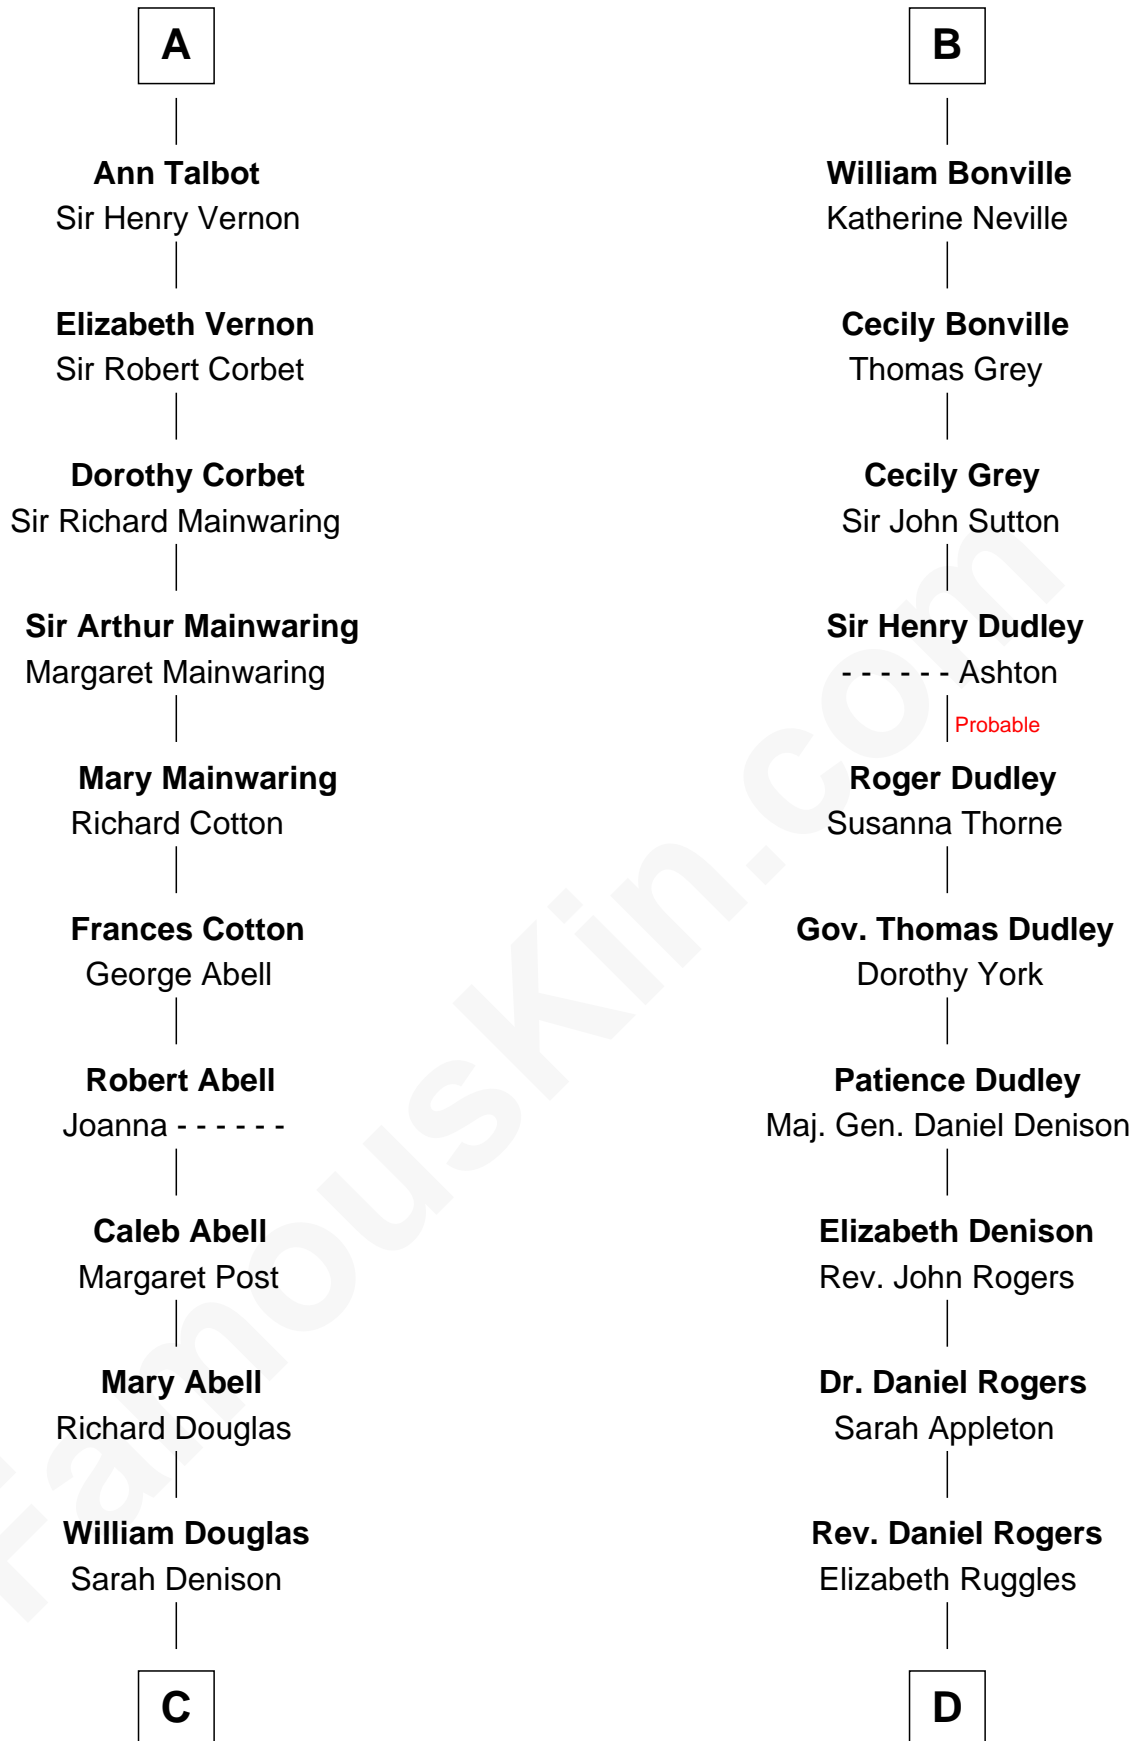 A
Ann Talbot
Sir Henry Vernon
Elizabeth Vernon
Sir Robert Corbet
Dorothy Corbet
Sir Richard Mainwaring
Sir Arthur Mainwaring
Margaret Mainwaring
Mary Mainwaring
Richard Cotton
Frances Cotton
George Abell
Robert Abell
Joanna - - - - - -
Caleb Abell
Margaret Post
Mary Abell
Richard Douglas
William Douglas
Sarah Denison
C
B
William Bonville
Katherine Neville
Cecily Bonville
Thomas Grey
Cecily Grey
Sir John Sutton
Sir Henry Dudley
- - - - - - Ashton
Probable
Roger Dudley
Susanna Thorne
Gov. Thomas Dudley
Dorothy York
Patience Dudley
Maj. Gen. Daniel Denison
Elizabeth Denison
Rev. John Rogers
Dr. Daniel Rogers
Sarah Appleton
Rev. Daniel Rogers
Elizabeth Ruggles
D
FamousKin.com